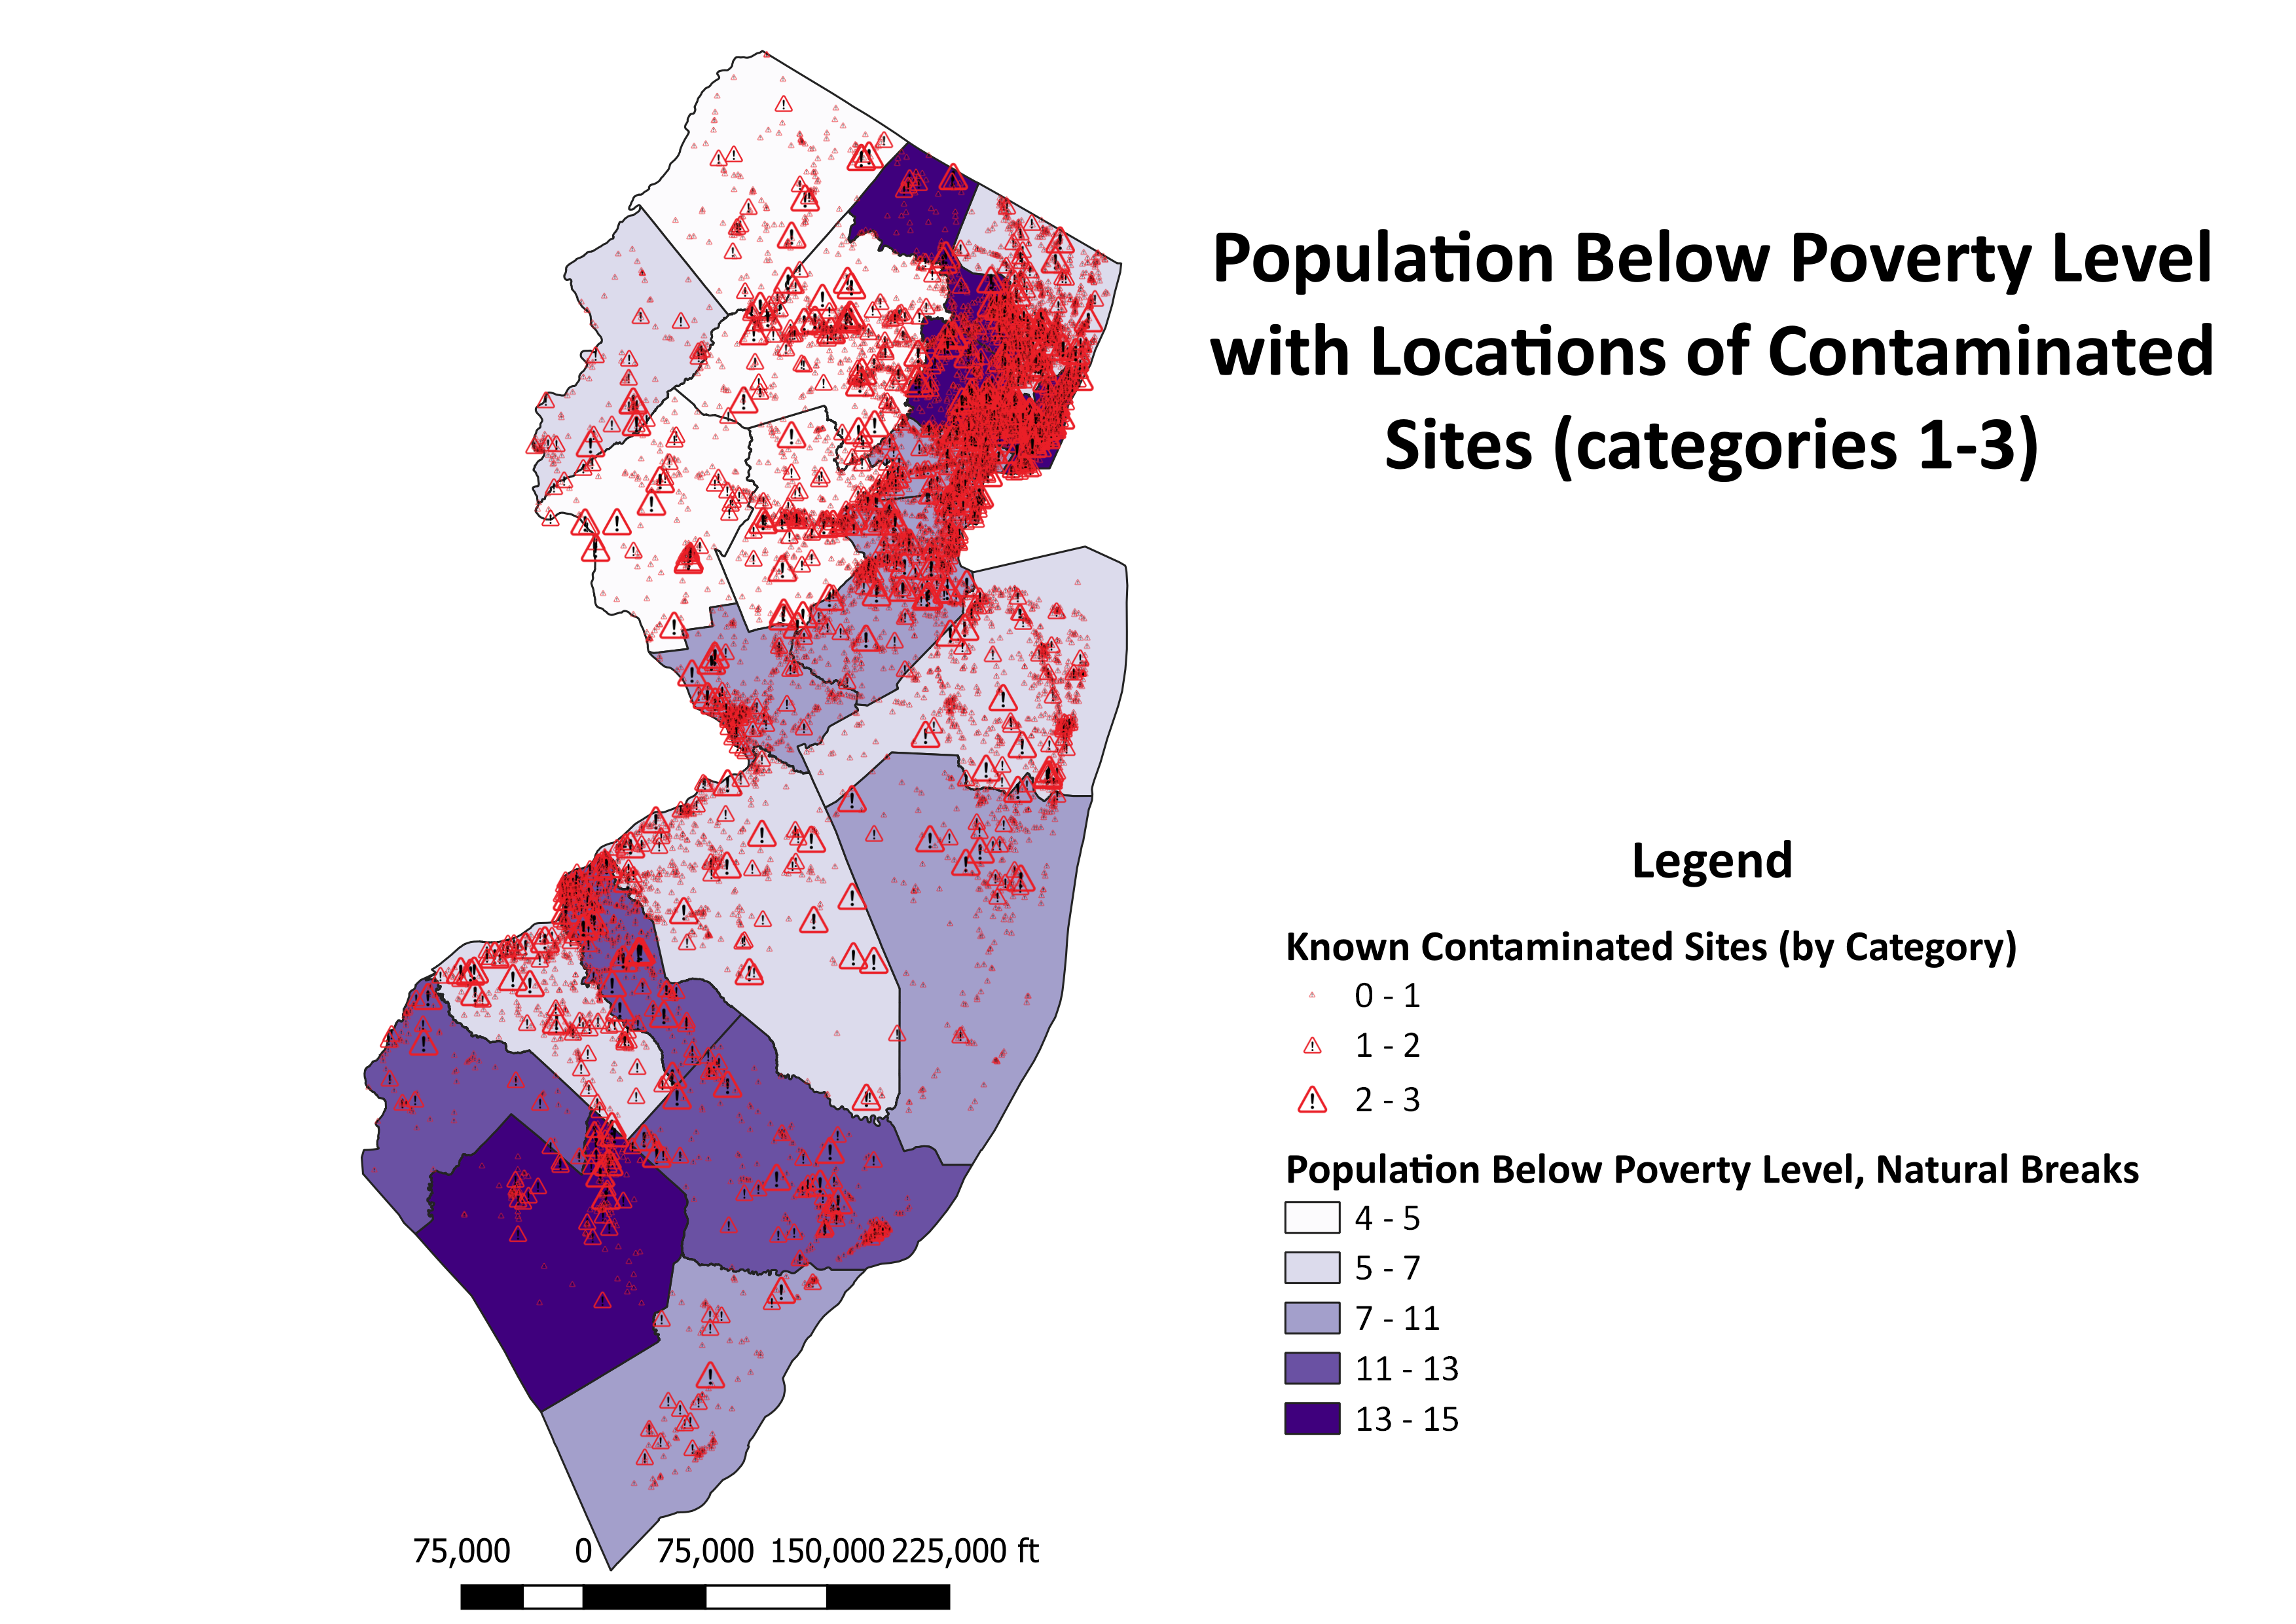 Population Below Poverty Level
with Locations of Contaminated
Sites (categories 1-3)
Legend
Known Contaminated Sites (by Category)
0 - 1
1 - 2
2 - 3
Population Below Poverty Level, Natural Breaks
4 - 5
5 - 7
7 - 11
11 - 13
13 - 15
75,000 0 75,000 150,000 225,000 ft